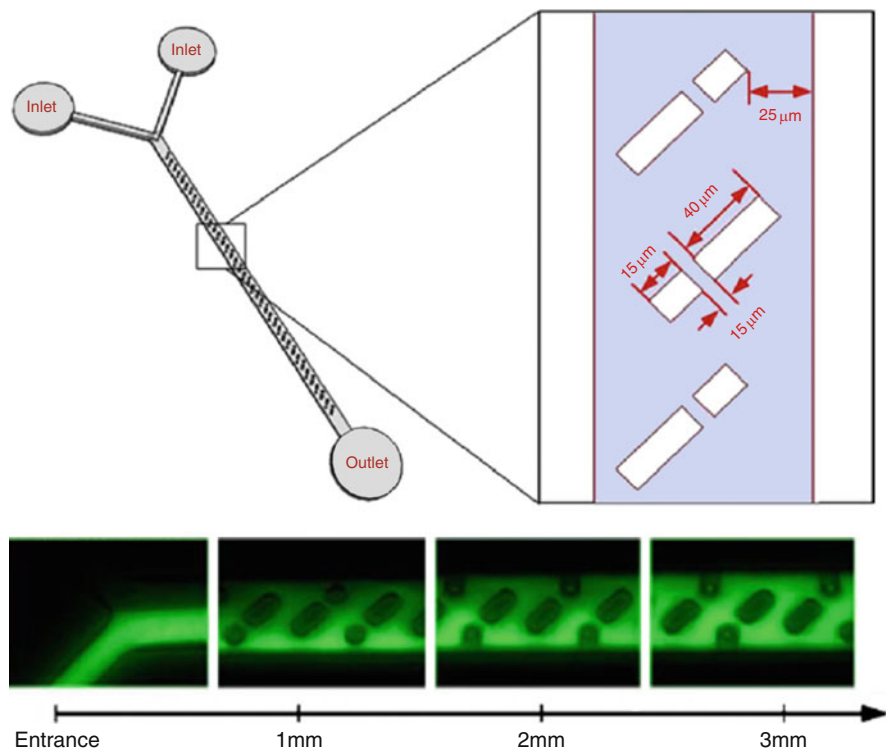 Inlet
Inlet
Outlet
25 μm
40 μm
15 μm
15 μm
Entrance
1mm
2mm
3mm